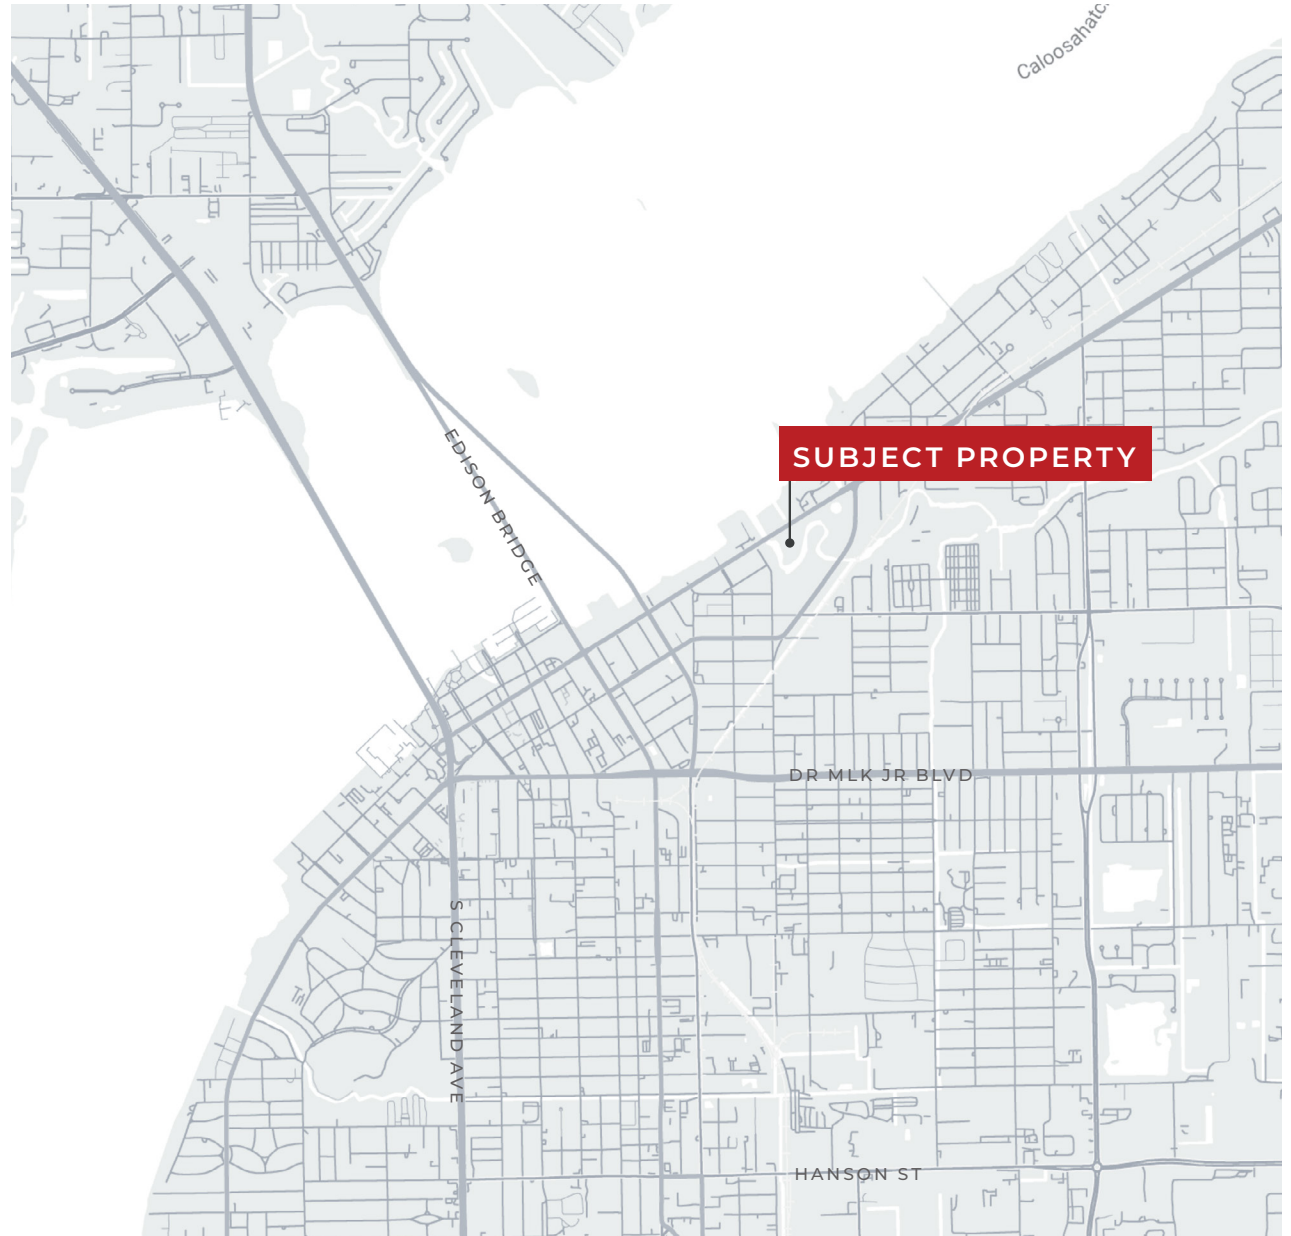 Caloosahatc
SUBJECT PROPERTY
EDISON BRIDGE
DR MLK JR BLVD
S CLEVELAND AVE
HANSON ST